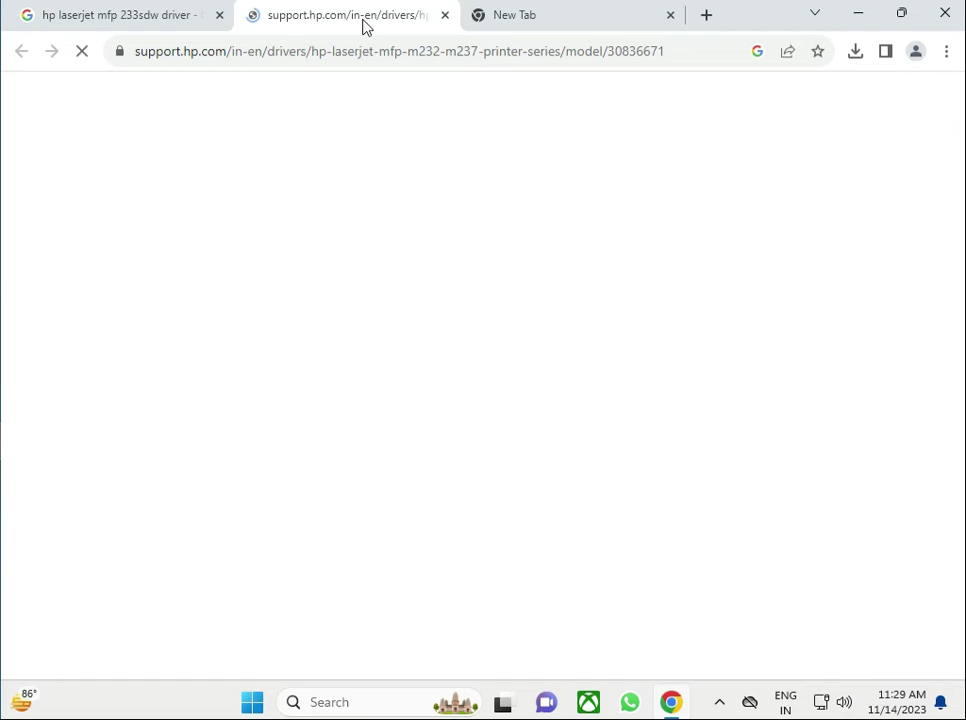 hp laserjet mfp 233sdw driver -
support.hp.com/in-en/drivers/h
New Tab
support.hp.com/in-en/drivers/hp-laserjet-mfp-m232-m237-printer-series/model/30836671
86°
Search
ENG
IN
11:29 AM
11/14/2023